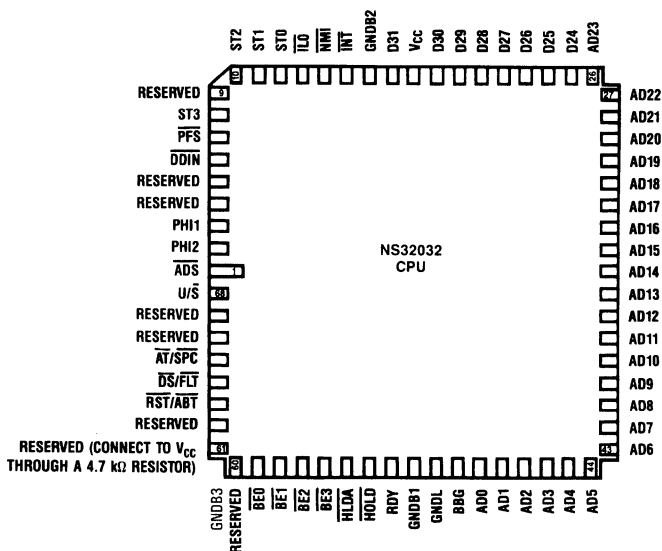 ST2
ST1
ST0
ILO
NMI
INT
GNDB2
D31
VCC
D30
D29
D28
D27
D26
D25
D24
AD23
10
26
RESERVED
9
ST3
PFS
DDIN
RESERVED
RESERVED
PHI1
PHI2
ADS
1
U/S
68
RESERVED
RESERVED
AT/SPC
DS/FLT
RST/ABT
RESERVED
RESERVED (CONNECT TO VCC
THROUGH A 4.7 kΩ RESISTOR)
61
NS32032
CPU
27
AD22
AD21
AD20
AD19
AD18
AD17
AD16
AD15
AD14
AD13
AD12
AD11
AD10
AD9
AD8
AD7
43
AD6
60
44
GNDB3
RESERVED
BE0
BE1
BE2
BE3
HLDA
HOLD
RDY
GNDB1
GNDL
BBG
AD0
AD1
AD2
AD3
AD4
AD5